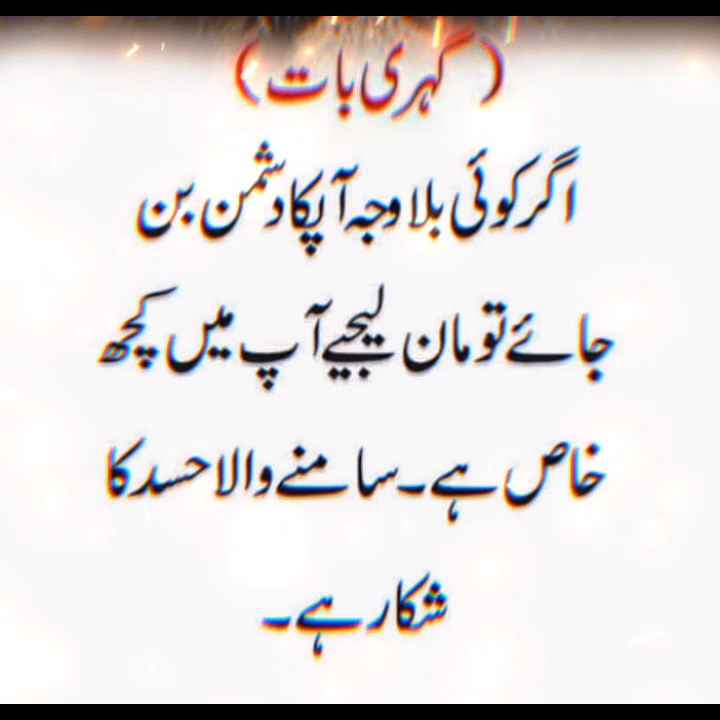 (گہری بات)
اگر کوئی بلاوجہ آپکا دشمن بن
جائے تو مان لیجیے آپ میں کچھ
خاص ہے۔سامنے والا حسد کا
شکار ہے۔